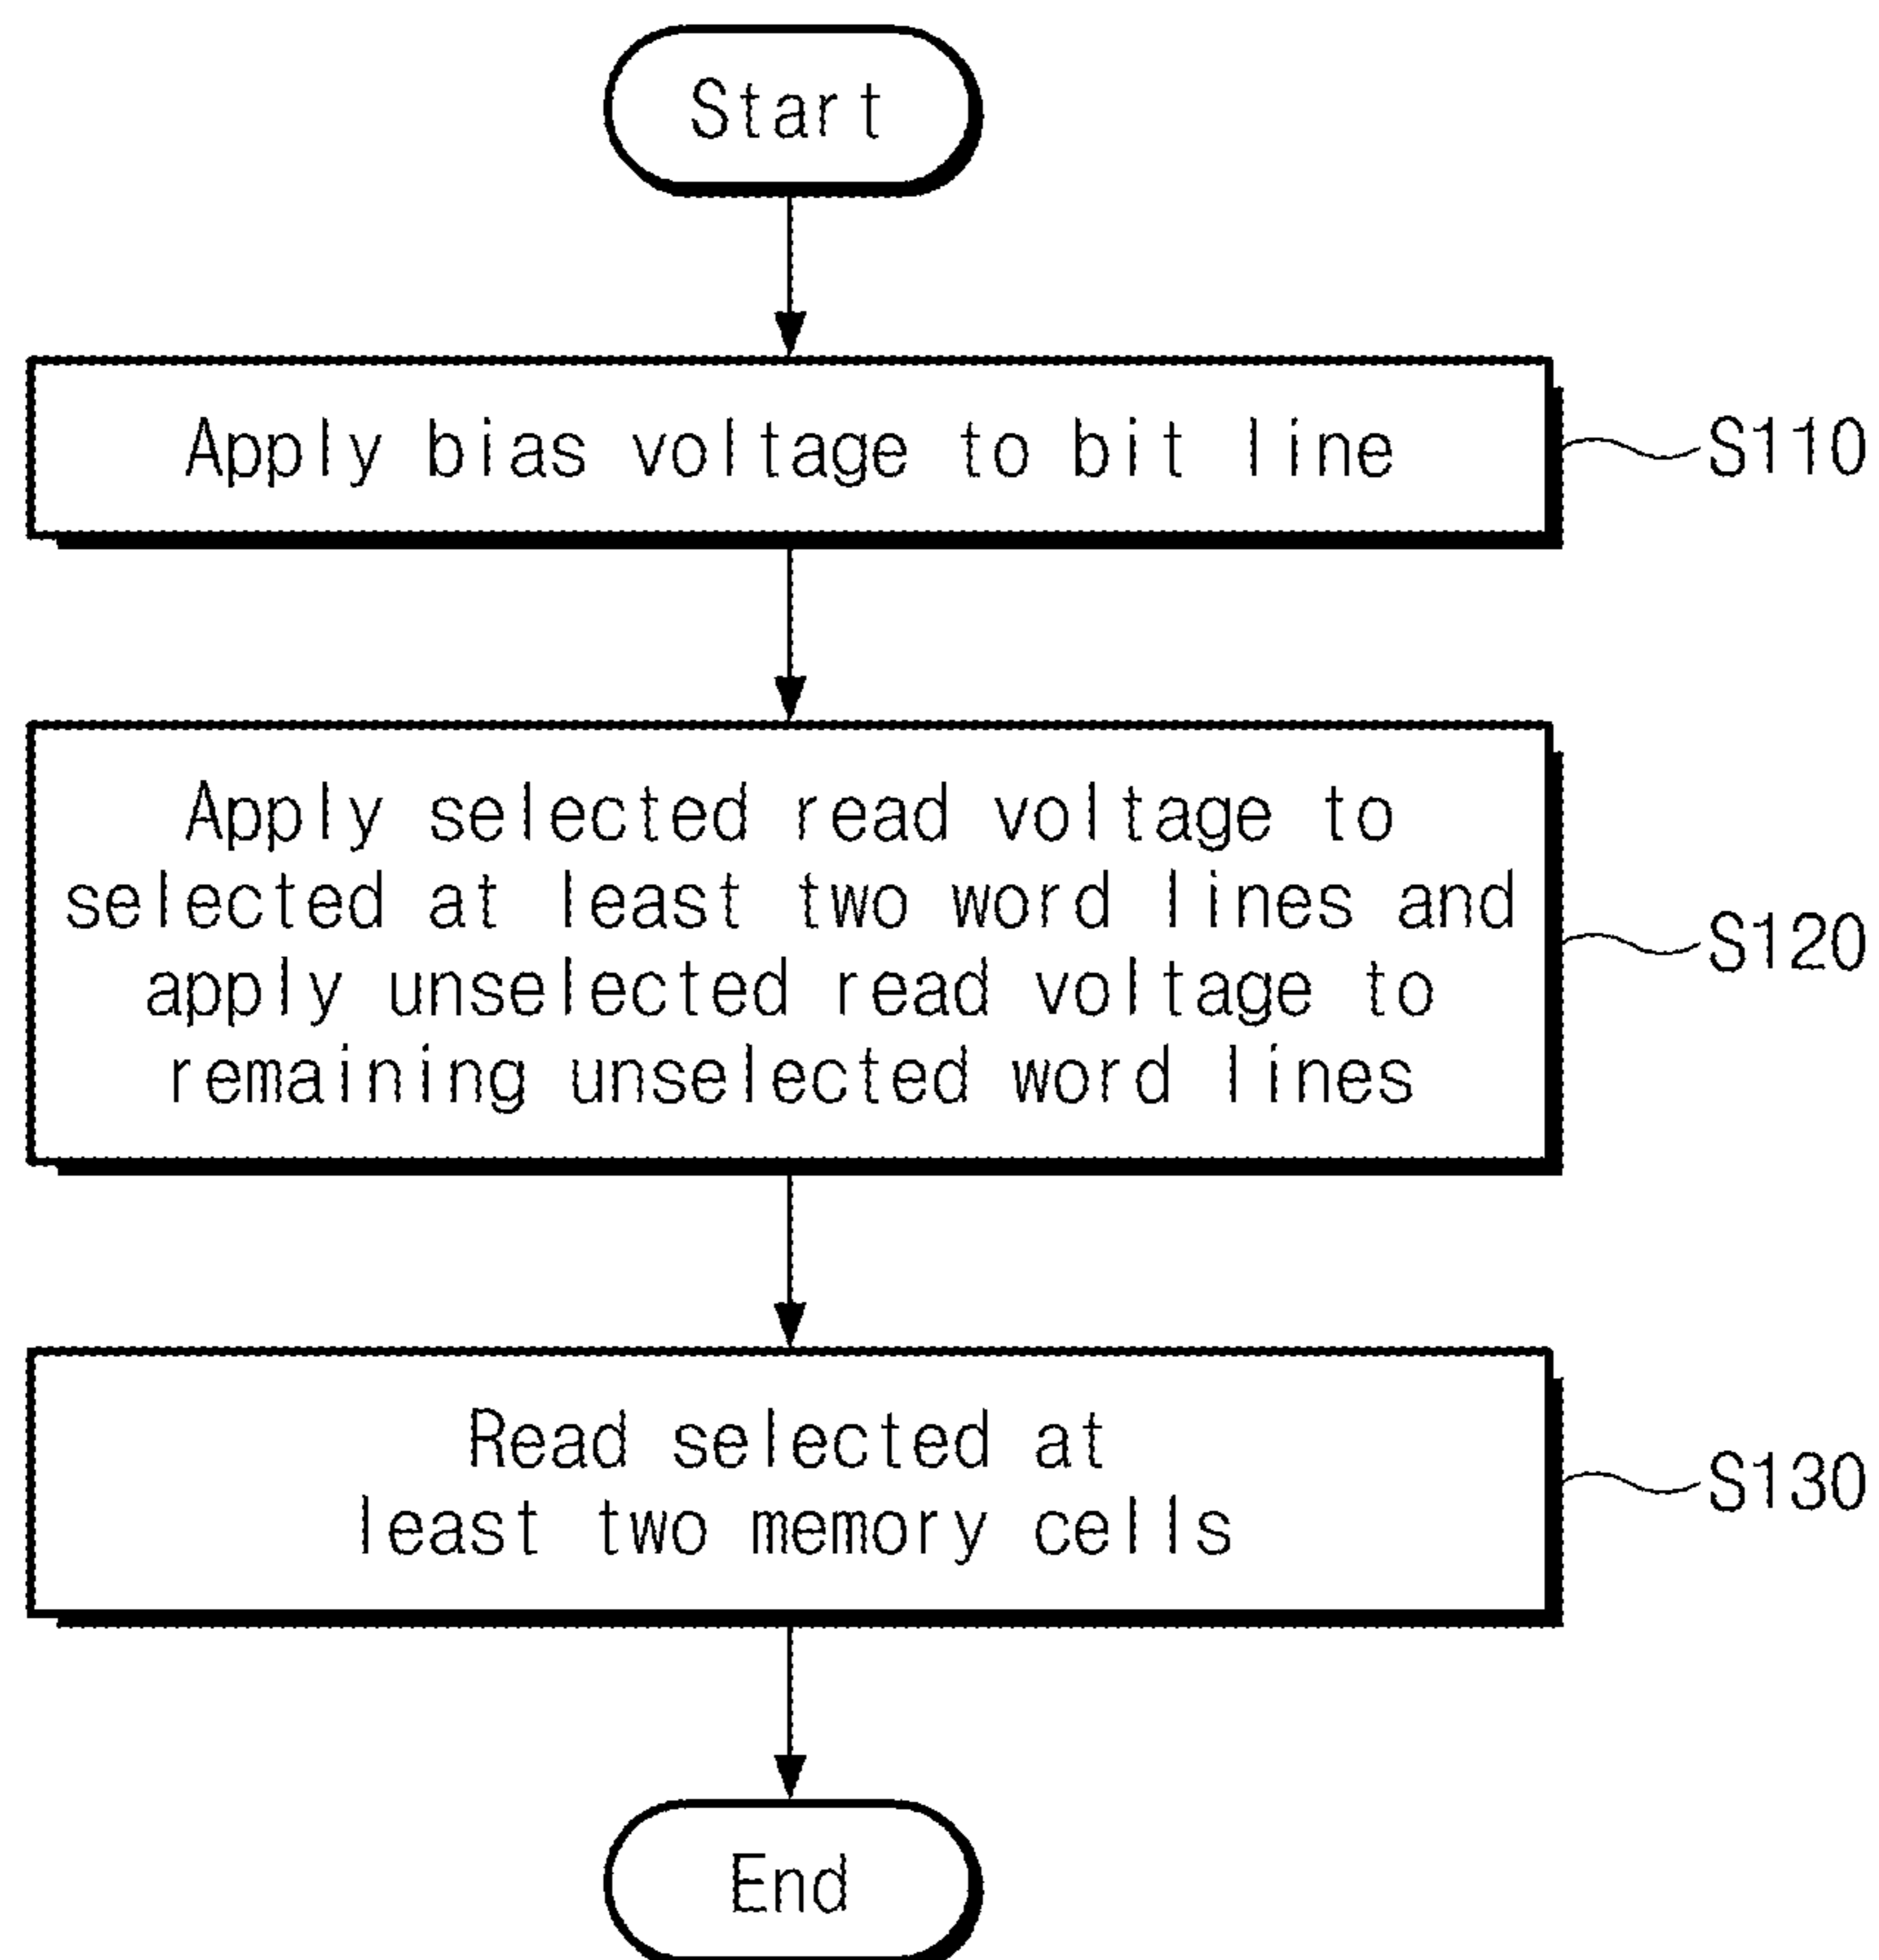 Start
Apply bias voltage to bit line
S110
Apply selected read voltage to
selected at least two word lines and
apply unselected read voltage to
remaining unselected word lines
S120
Read selected at
least two memory cells
S130
End